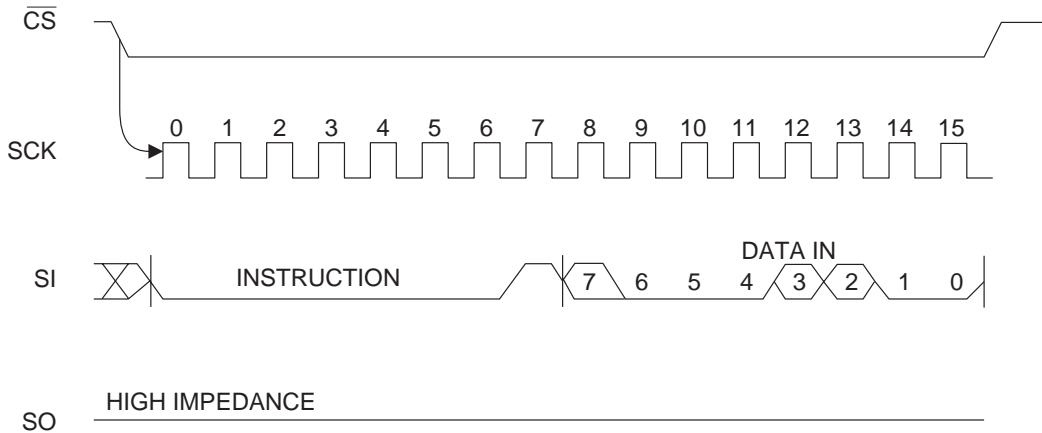 CS
0 1 2 3 4 5 6 7 8 9 10 11 12 13 14 15
SCK
DATA IN
SI INSTRUCTION 7 6 5 4 3 2 1 0
HIGH IMPEDANCE
SO